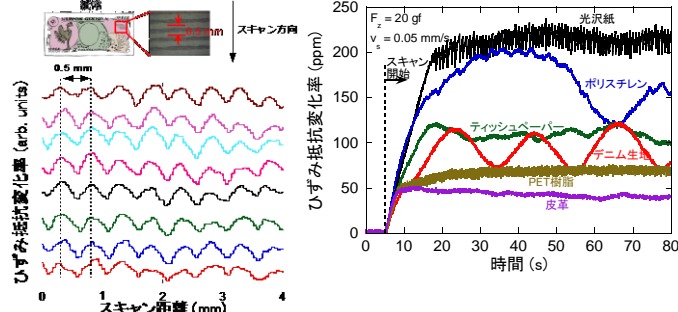 スキャン方向
0.5 mm
0.5 mm
ひずみ抵抗変化率 (arb. units)
0
1
2
3
4
スキャン距離 (mm)
F_z = 20 gf
v_s = 0.05 mm/s
光沢紙
スキャン
開始
ポリスチレン
ティッシュペーパー
デニム生地
PET樹脂
皮革
ひずみ抵抗変化率 (ppm)
250
200
150
100
50
0
0
10
20
30
40
50
60
70
80
時間 (s)